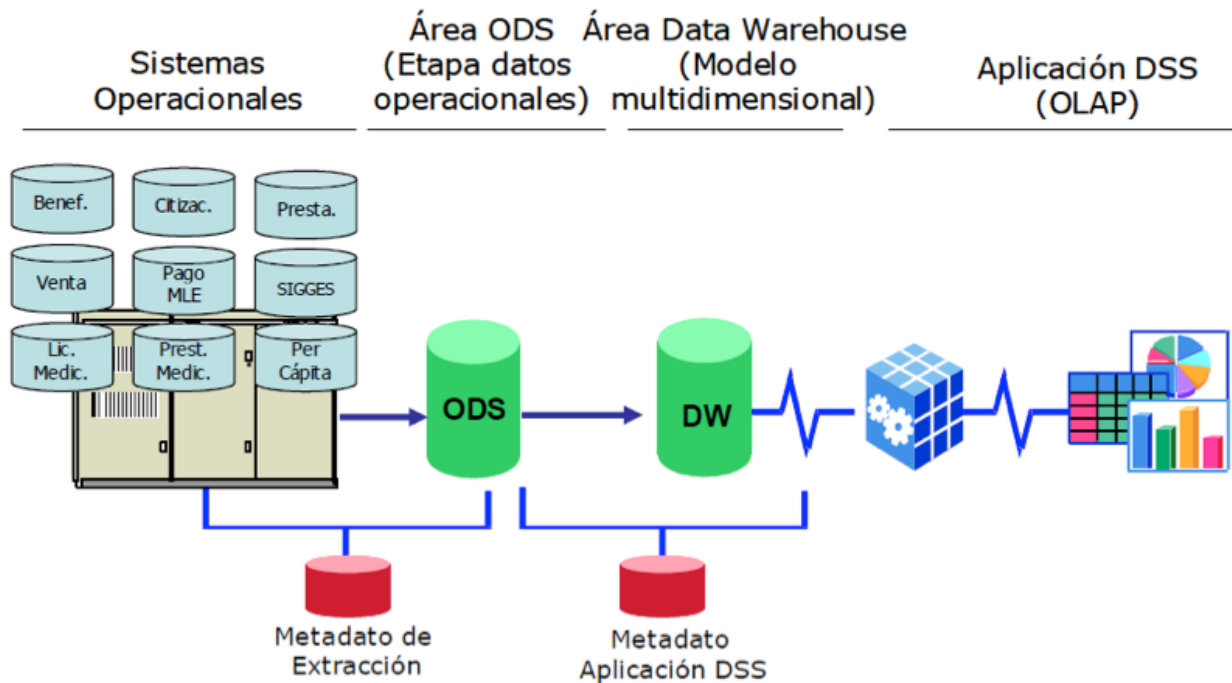 Sistemas
Operacionales
Área ODS
(Etapa datos
operacionales)
Área Data Warehouse
(Modelo
multidimensional)
Aplicación DSS
(OLAP)
Benef.
Citizac.
Presta.
Venta
Pago
MLE
SIGGES
Lic.
Medic.
Prest.
Medic.
Per
Cápita
ODS
DW
Metadato de
Extracción
Metadato
Aplicación DSS